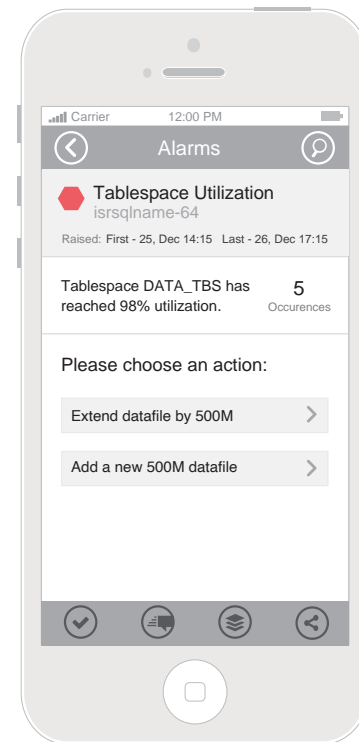 Carrier 12:00 PM
Alarms
Tablespace Utilization
isrsqlname-64
Raised: First - 25, Dec 14:15 Last - 26, Dec 17:15
Tablespace DATA_TBS has
reached 98% utilization.
5
Occurences
Please choose an action:
Extend datafile by 500M
Add a new 500M datafile